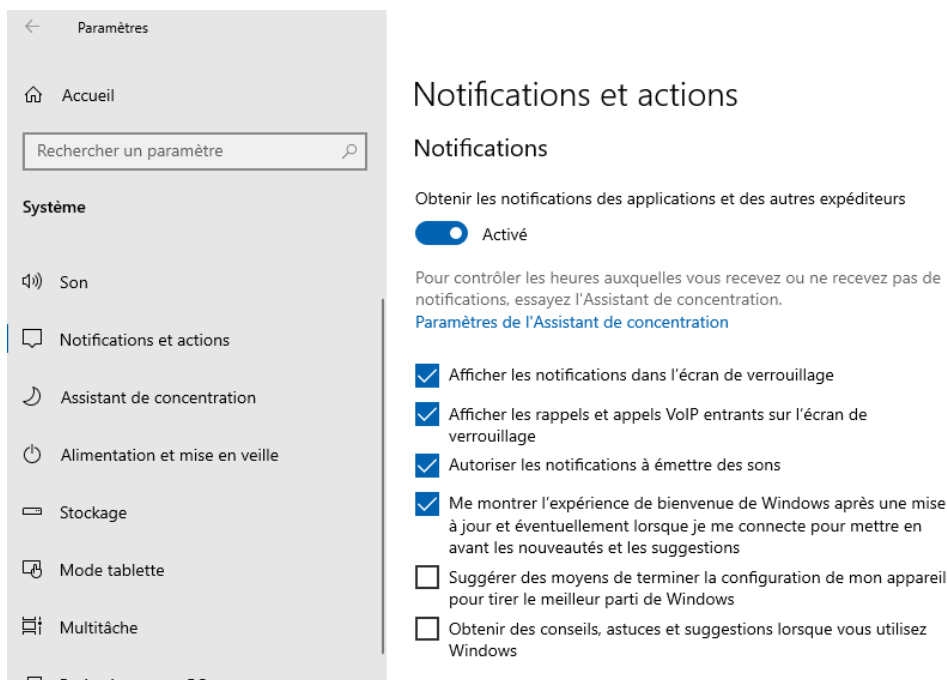 Paramètres
Accueil
Rechercher un paramètre
Système
Son
Notifications et actions
Assistant de concentration
Alimentation et mise en veille
Stockage
Mode tablette
Multitâche
Notifications et actions
Notifications
Obtenir les notifications des applications et des autres expéditeurs
Activé
Pour contrôler les heures auxquelles vous recevez ou ne recevez pas de
notifications, essayez l'Assistant de concentration.
Paramètres de l'Assistant de concentration
Afficher les notifications dans l'écran de verrouillage
Afficher les rappels et appels VoIP entrants sur l'écran de
verrouillage
Autoriser les notifications à émettre des sons
Me montrer l'expérience de bienvenue de Windows après une mise
à jour et éventuellement lorsque je me connecte pour mettre en
avant les nouveautés et les suggestions
Suggérer des moyens de terminer la configuration de mon appareil
pour tirer le meilleur parti de Windows
Obtenir des conseils, astuces et suggestions lorsque vous utilisez
Windows